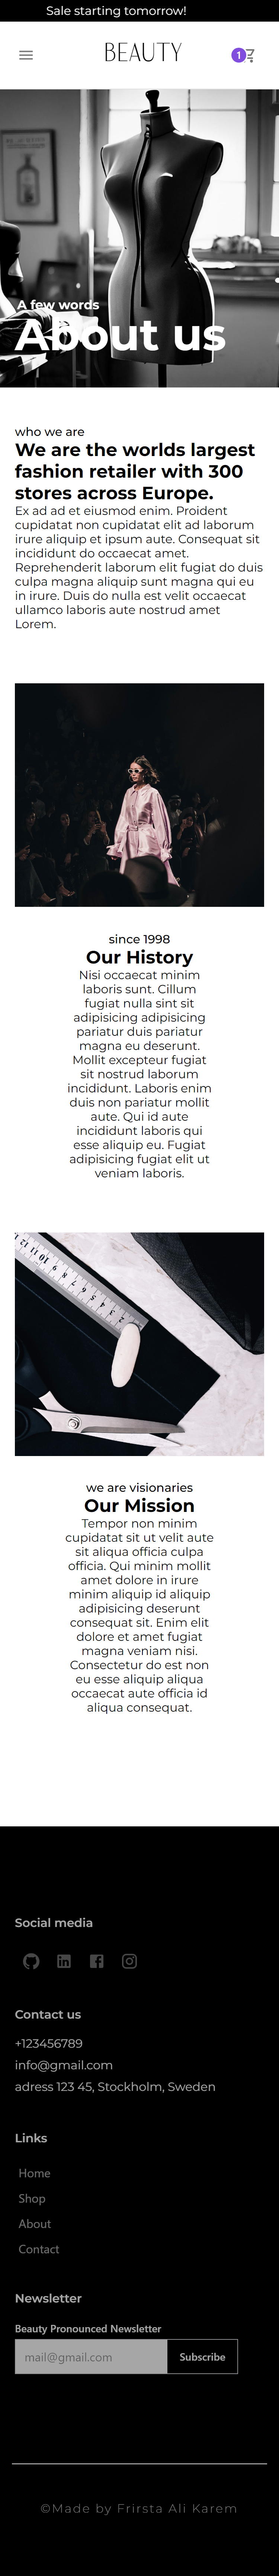 Sale starting tomorrow!
BEAUTY
1
A few words
About us
who we are
We are the worlds largest
fashion retailer with 300
stores across Europe.
Ex ad ad et eiusmod enim. Proident
cupidatat non cupidatat elit ad laborum
irure aliquip et ipsum aute. Consequat sit
incididunt do occaecat amet.
Reprehenderit laborum elit fugiat do duis
culpa magna aliquip sunt magna qui eu
in irure. Duis do nulla est velit occaecat
ullamco laboris aute nostrud amet
Lorem.
since 1998
Our History
Nisi occaecat minim
laboris sunt. Cillum
fugiat nulla sint sit
adipisicing adipisicing
pariatur duis pariatur
magna eu deserunt.
Mollit excepteur fugiat
sit nostrud laborum
incididunt. Laboris enim
duis non pariatur mollit
aute. Qui id aute
incididunt laboris qui
esse aliquip eu. Fugiat
adipisicing fugiat elit ut
veniam laboris.
11 10
5 4 3 2
we are visionaries
Our Mission
Tempor non minim
cupidatat sit ut velit aute
sit aliqua officia culpa
officia. Qui minim mollit
amet dolore in irure
minim aliquip id aliquip
adipisicing deserunt
consequat sit. Enim elit
dolore et amet fugiat
magna veniam nisi.
Consectetur do est non
eu esse aliquip aliqua
occaecat aute officia id
aliqua consequat.
Social media
Contact us
+123456789
info@gmail.com
adress 123 45, Stockholm, Sweden
Links
Home
Shop
About
Contact
Newsletter
Beauty Pronounced Newsletter
mail@gmail.com
Subscribe
©Made by Frirsta Ali Karem